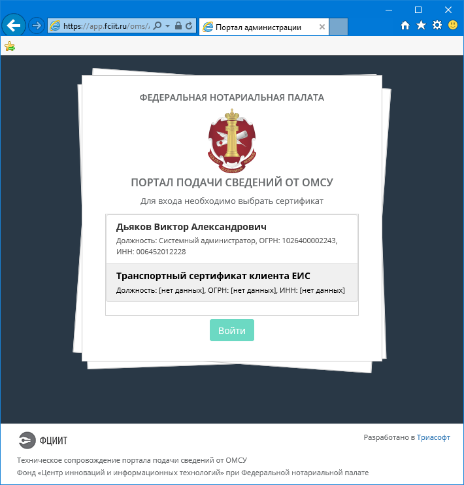 https://app.fciit.ru/oms/
Портал администрации
ФЕДЕРАЛЬНАЯ НОТАРИАЛЬНАЯ ПАЛАТА
ПОРТАЛ ПОДАЧИ СВЕДЕНИЙ ОТ ОМСУ
Для входа необходимо выбрать сертификат
Дьяков Виктор Александрович
Должность: Системный администратор, ОГРН: 1026400002243,
ИНН: 006452012228
Транспортный сертификат клиента ЕИС
Должность: [нет данных], ОГРН: [нет данных], ИНН: [нет данных]
Войти
ФЦИИТ
Разработано в Триасофт
Техническое сопровождение портала подачи сведений от ОМСУ
Фонд «Центр инноваций и информационных технологий» при Федеральной нотариальной палате